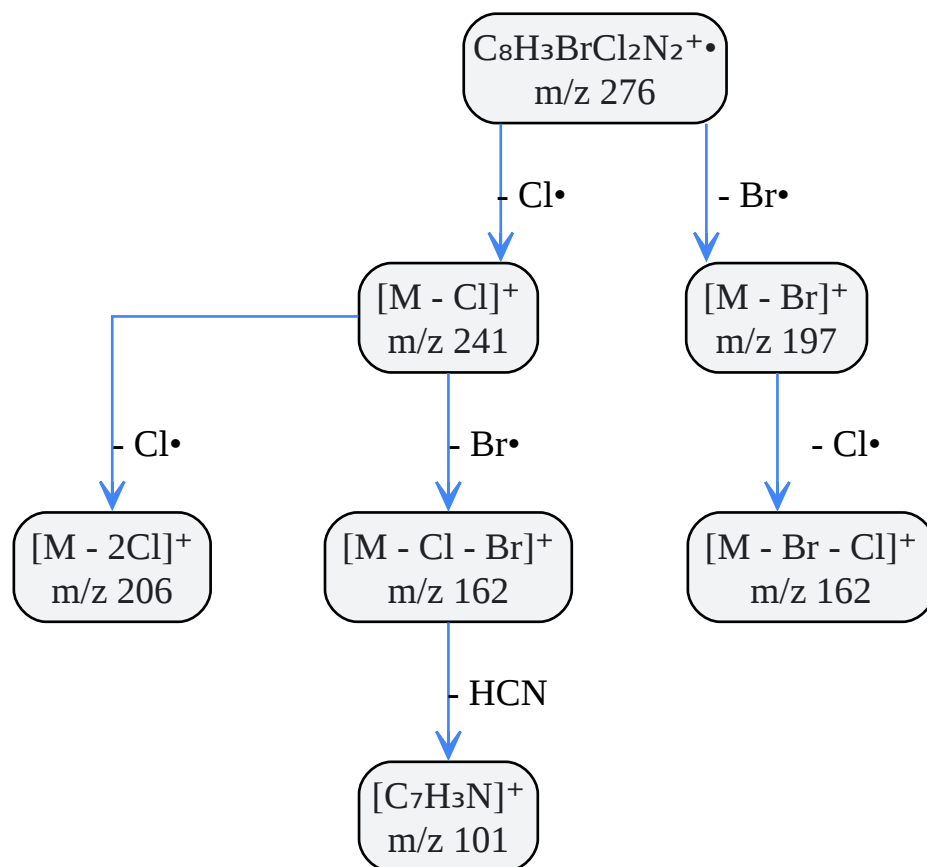 C₈H₃BrCl₂N₂⁺•
m/z 276
- Cl•
- Br•
[M - Cl]⁺
m/z 241
[M - Br]⁺
m/z 197
- Cl•
- Br•
- Cl•
[M - 2Cl]⁺
m/z 206
[M - Cl - Br]⁺
m/z 162
[M - Br - Cl]⁺
m/z 162
- HCN
[C₇H₃N]⁺
m/z 101